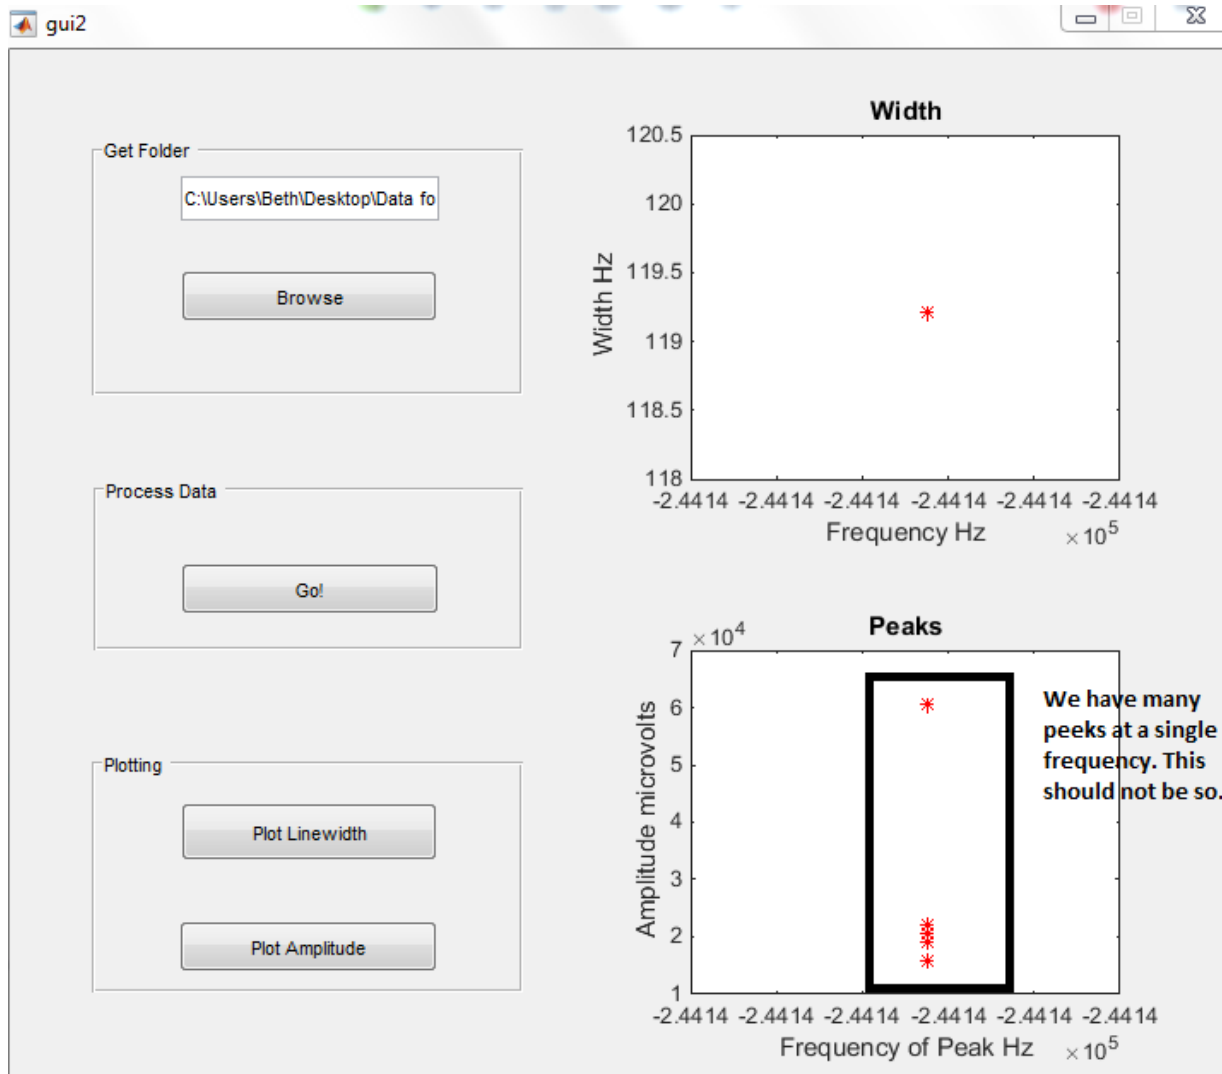 gui2
Get Folder
C:\Users\Beth\Desktop\Data fo
Browse
Process Data
Go!
Plotting
Plot Linewidth
Plot Amplitude
Width
120.5
120
119.5
119
118.5
118
Width Hz
-2.4414 -2.4414 -2.4414 -2.4414 -2.4414 -2.4414
Frequency Hz
×10^5
Peaks
×10^4
7
6
5
4
3
2
1
Amplitude microvolts
-2.4414 -2.4414 -2.4414 -2.4414 -2.4414 -2.4414
Frequency of Peak Hz
×10^5
We have many
peeks at a single
frequency. This
should not be so.